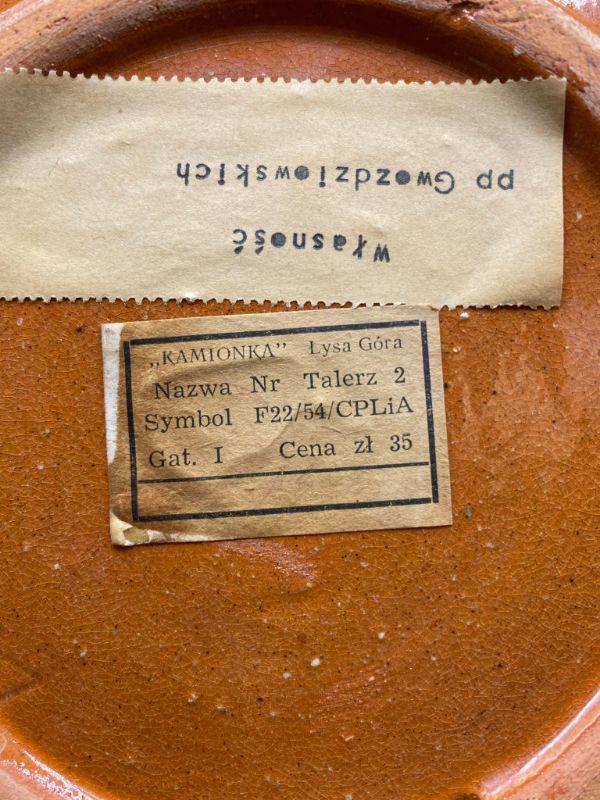 Własność
pp Gwozdziowskich
„KAMIONKA” Łysa Góra
Nazwa Nr Talerz 2
Symbol F22/54/CPLiA
Gat. I Cena zł 35